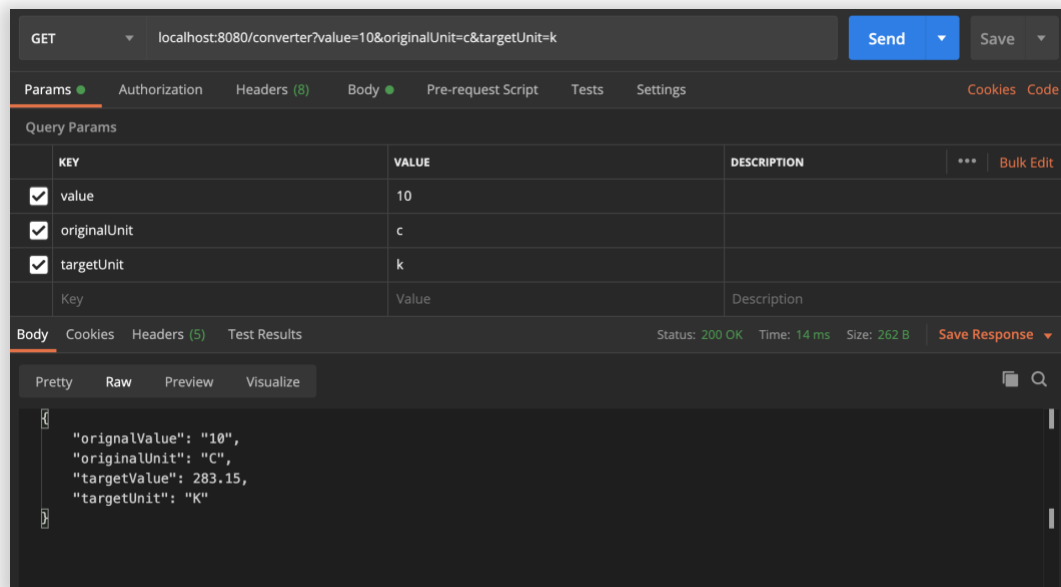 GET localhost:8080/converter?value=10&originalUnit=c&targetUnit=k Send Save
Params Authorization Headers (8) Body Pre-request Script Tests Settings Cookies Code
Query Params
KEY VALUE DESCRIPTION ••• Bulk Edit
value 10
originalUnit c
targetUnit k
Key Value Description
Body Cookies Headers (5) Test Results Status: 200 OK Time: 14 ms Size: 262 B Save Response
Pretty Raw Preview Visualize
{
"orignalValue": "10",
"originalUnit": "C",
"targetValue": 283.15,
"targetUnit": "K"
}